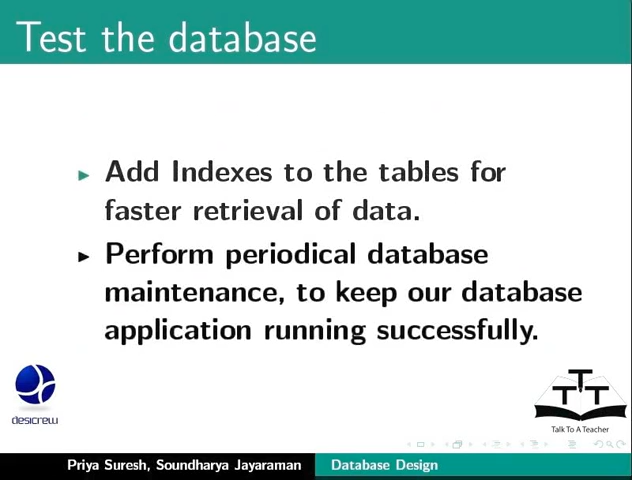 Test the database
Add Indexes to the tables for
faster retrieval of data.
Perform periodical database
maintenance, to keep our database
application running successfully.
desicrew
T T T
Talk To A Teacher
Priya Suresh, Soundharya Jayaraman Database Design